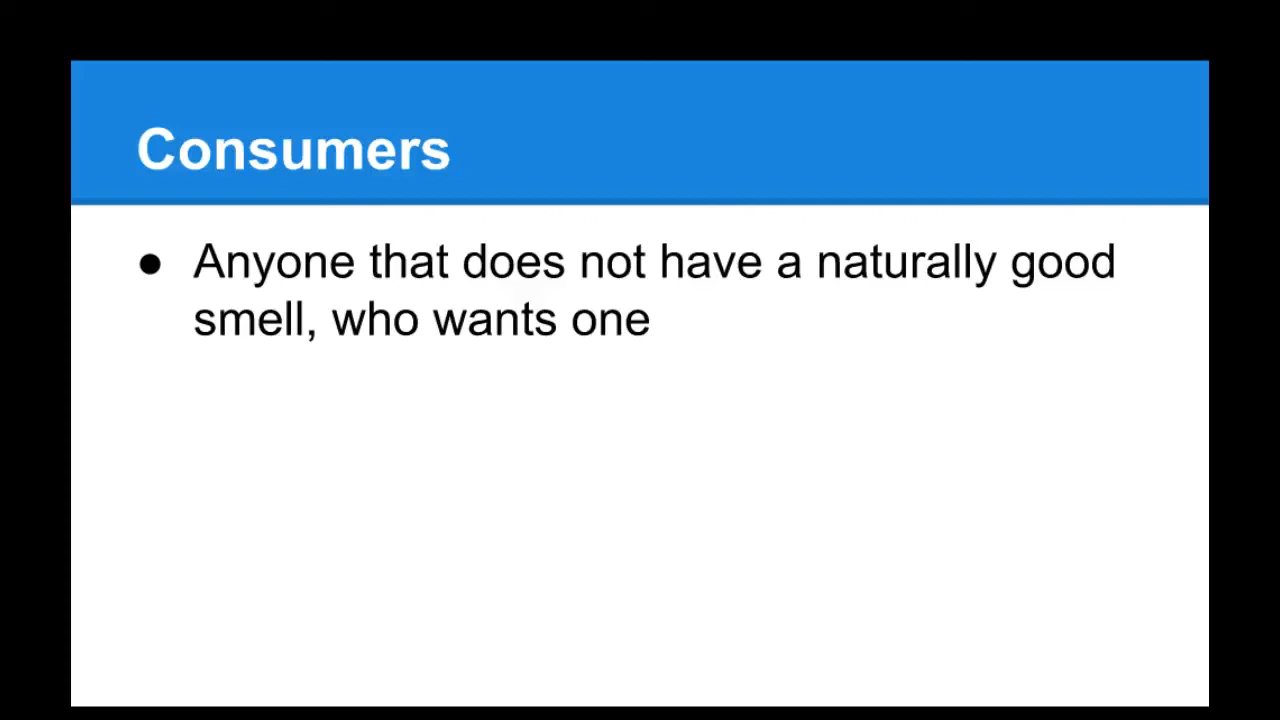 Consumers
● Anyone that does not have a naturally good
smell, who wants one